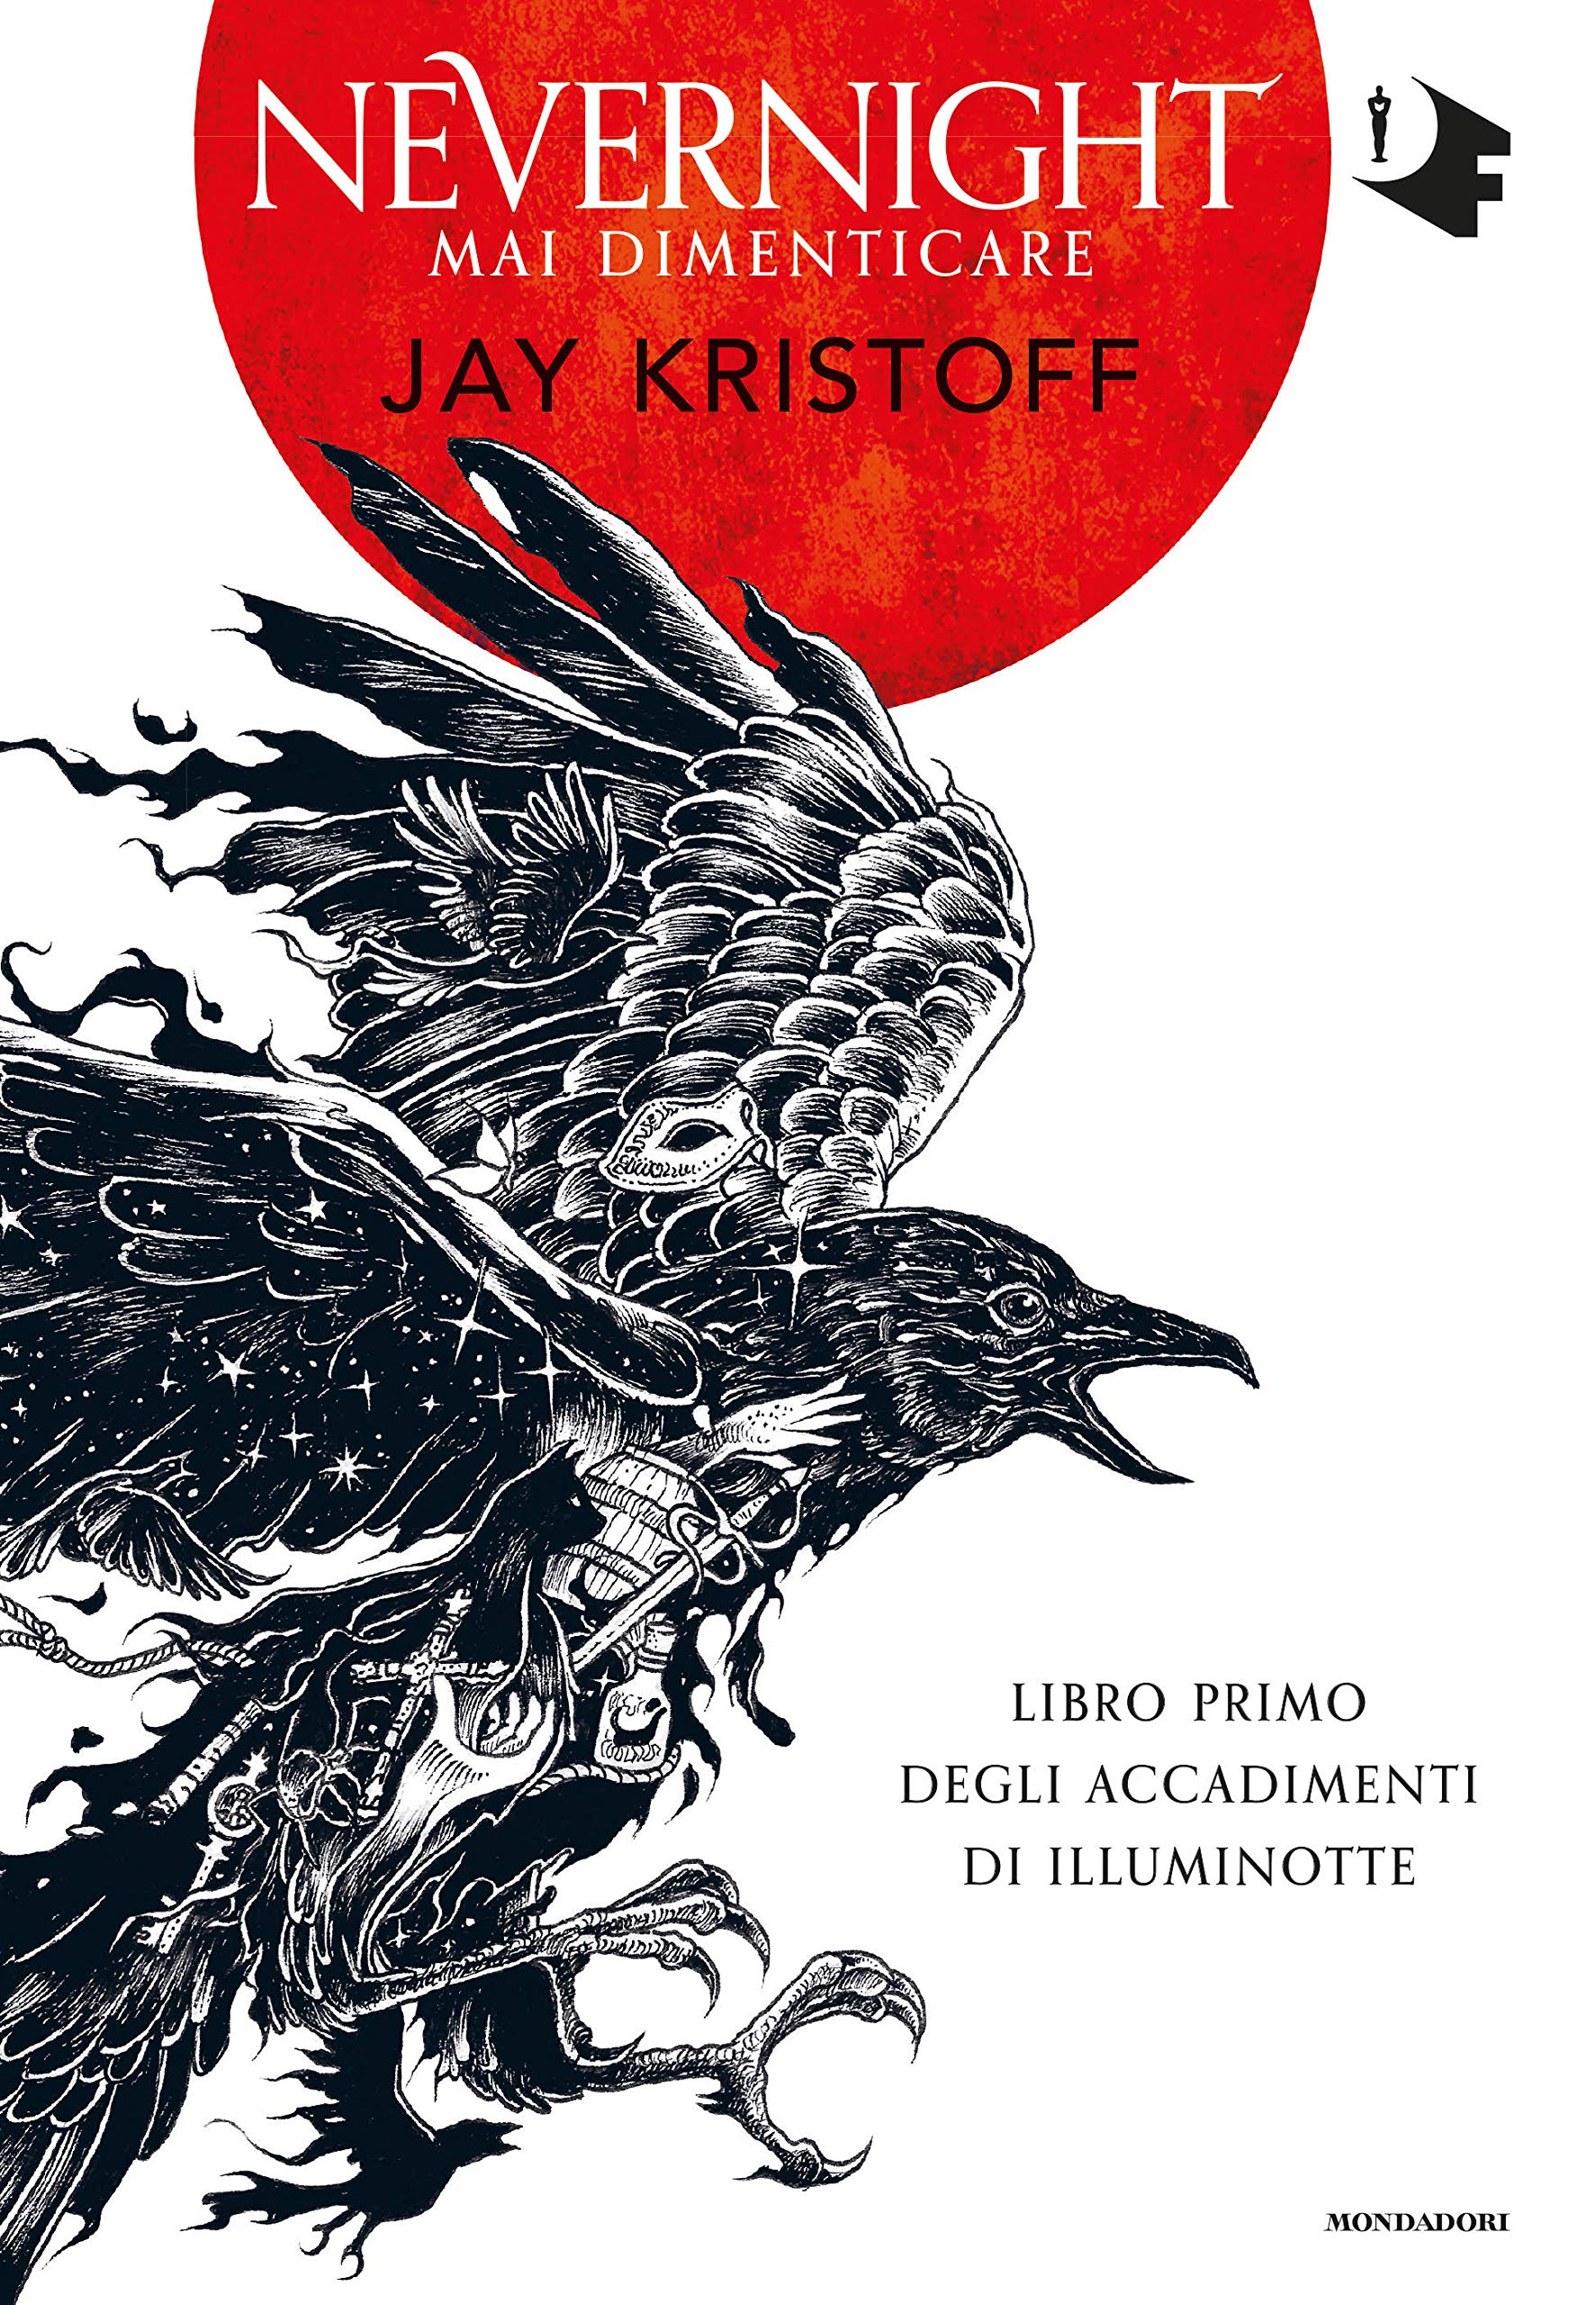 NEVERNIGHT
MAI DIMENTICARE
JAY KRISTOFF
LIBRO PRIMO
DEGLI ACCADIMENTI
DI ILLUMINOTTE
MONDADORI